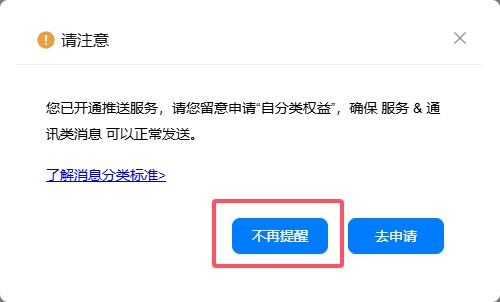 请注意
您已开通推送服务，请您留意申请“自分类权益”，确保 服务 & 通
讯类消息 可以正常发送。
了解消息分类标准>
不再提醒
去申请